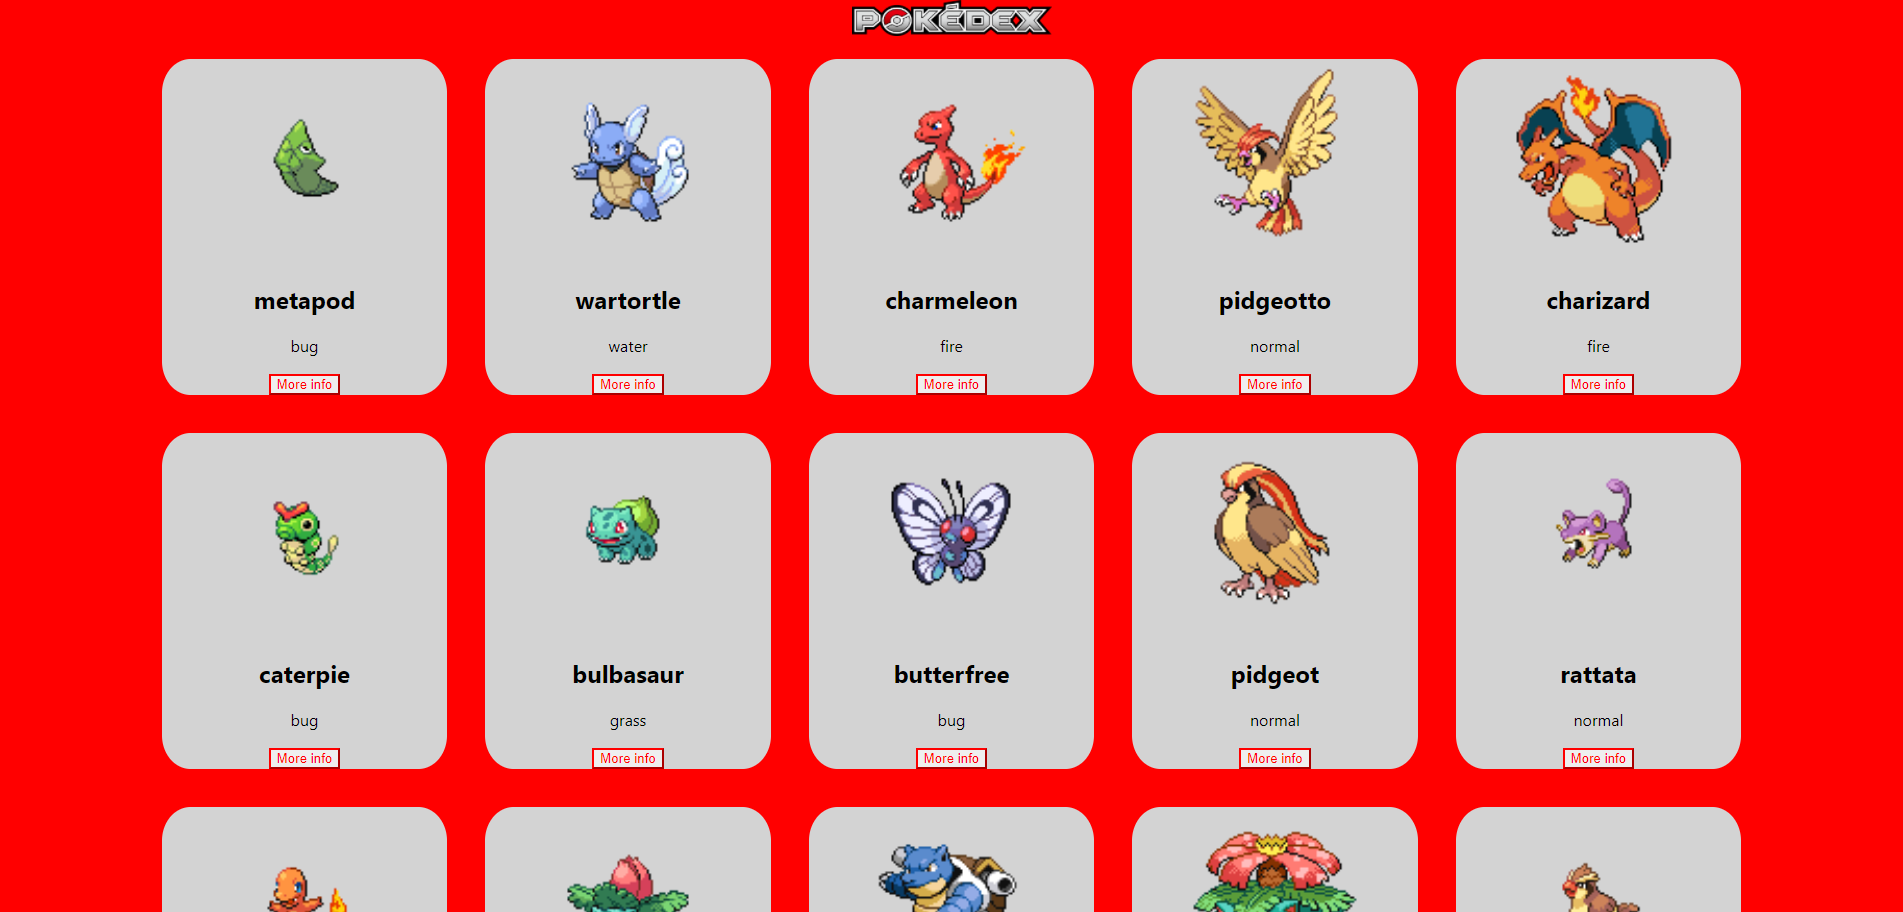 POKÉDEX
metapod
bug
More info
wartortle
water
More info
charmeleon
fire
More info
pidgeotto
normal
More info
charizard
fire
More info
caterpie
bug
More info
bulbasaur
grass
More info
butterfree
bug
More info
pidgeot
normal
More info
rattata
normal
More info